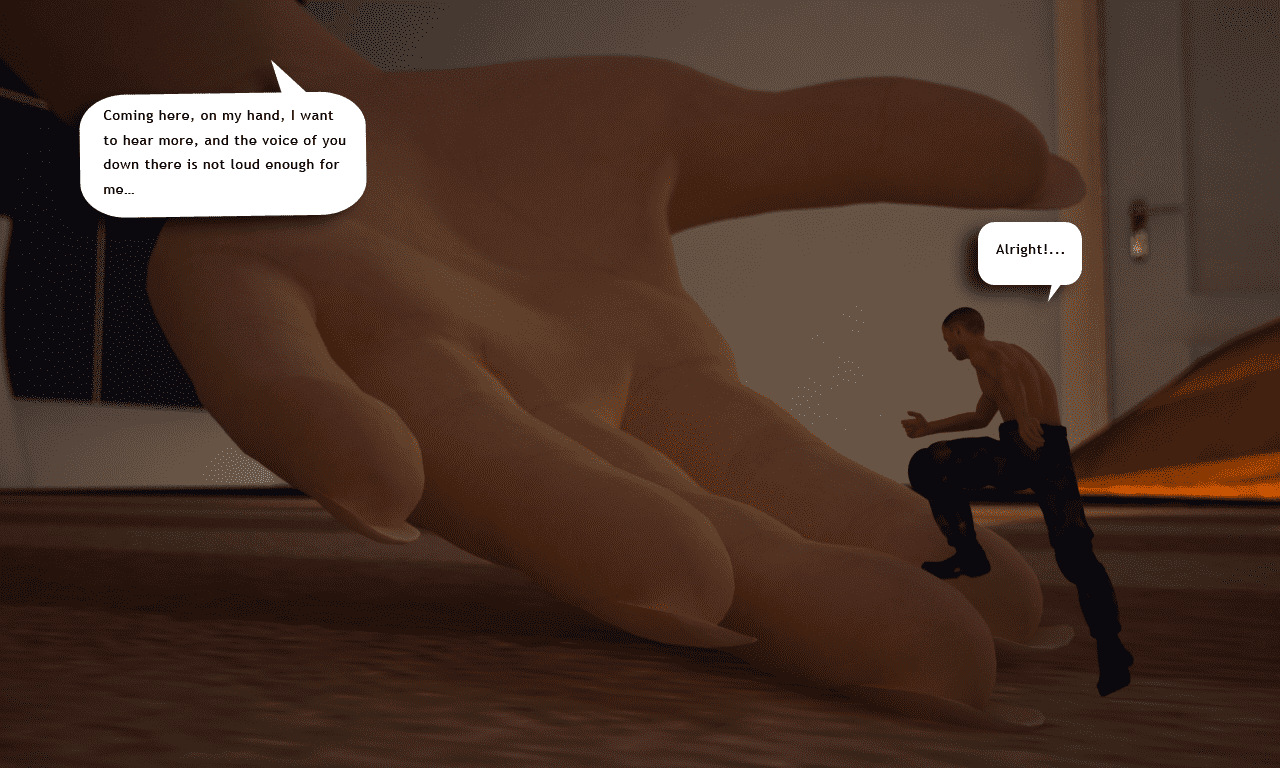 Coming here, on my hand, I want
to hear more, and the voice of you
down there is not loud enough for
me...
Alright!...